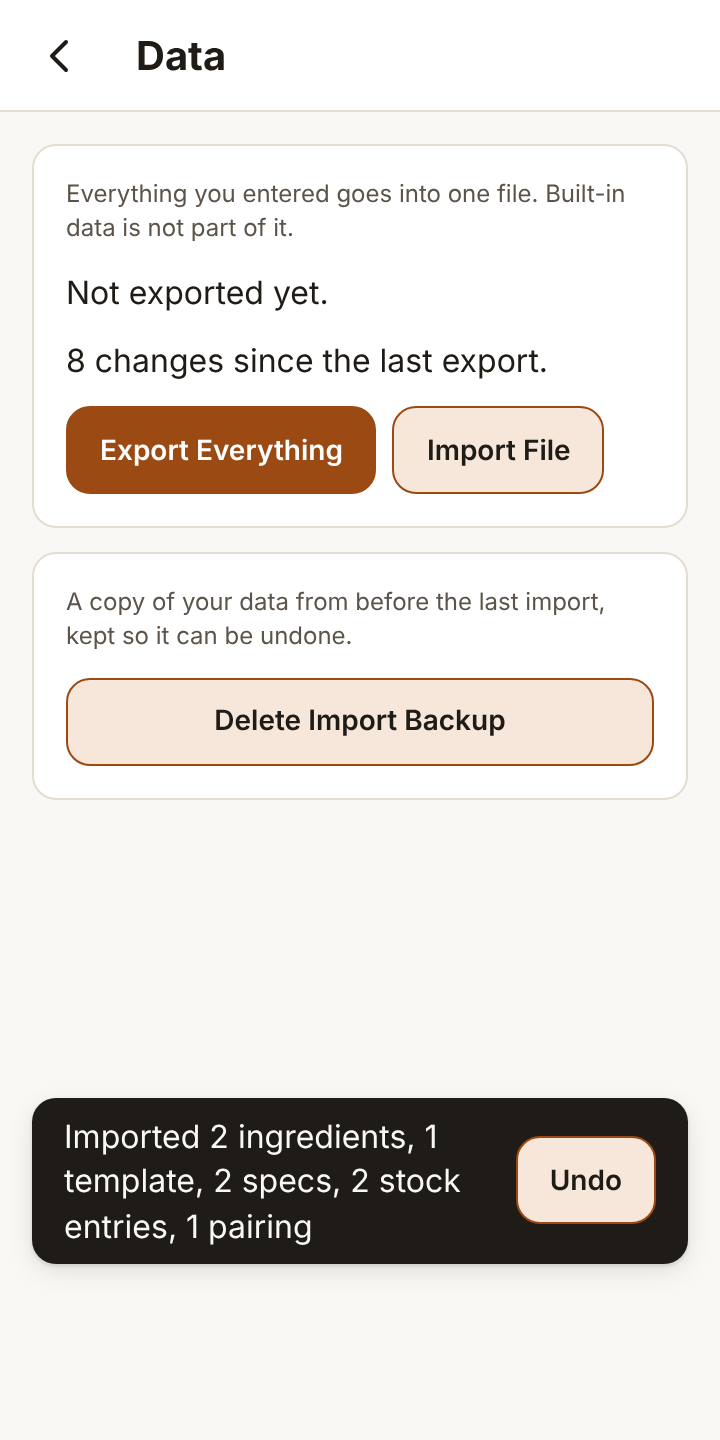 Data
Everything you entered goes into one file. Built-in
data is not part of it.
Not exported yet.
8 changes since the last export.
Export Everything
Import File
A copy of your data from before the last import,
kept so it can be undone.
Delete Import Backup
Imported 2 ingredients, 1
template, 2 specs, 2 stock
entries, 1 pairing
Undo